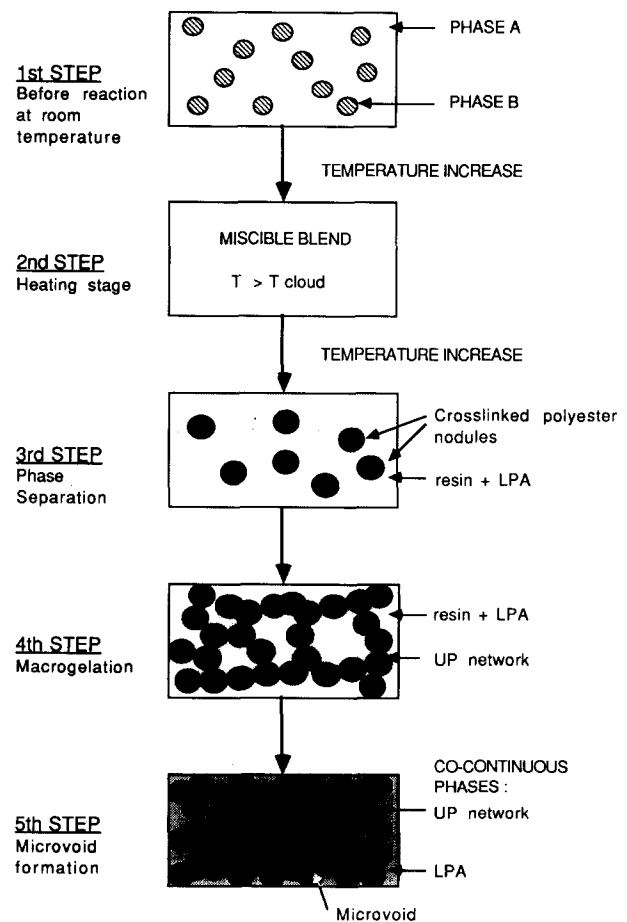 PHASE A
1st STEP
Before reaction
at room
temperature
PHASE B
TEMPERATURE INCREASE
2nd STEP
Heating stage
MISCIBLE BLEND
T > T cloud
TEMPERATURE INCREASE
3rd STEP
Phase
Separation
Crosslinked polyester
nodules
resin + LPA
4th STEP
Macrogelation
resin + LPA
UP network
5th STEP
Microvoid
formation
CO-CONTINUOUS
PHASES :
UP network
LPA
Microvoid